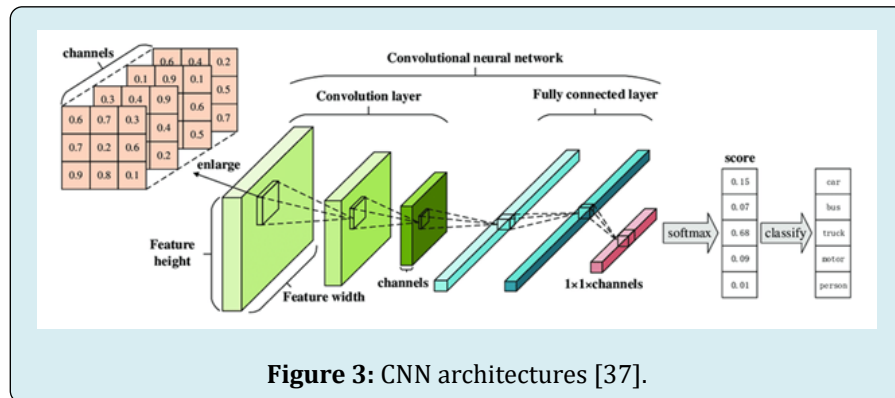 channels
0.6 0.4 0.2
0.1 0.9 0.1
0.5
0.3 0.4 0.9
0.6
0.7
0.6 0.7 0.3
0.4
0.5
0.7 0.2 0.6
0.2
0.9 0.8 0.1
enlarge
Convolutional neural network
Convolution layer
Fully connected layer
Feature
height
Feature width
channels
1×1×channels
softmax
score
0.15
0.07
0.68
0.09
0.01
classify
car
bus
truck
motor
person
Figure 3: CNN architectures [37].